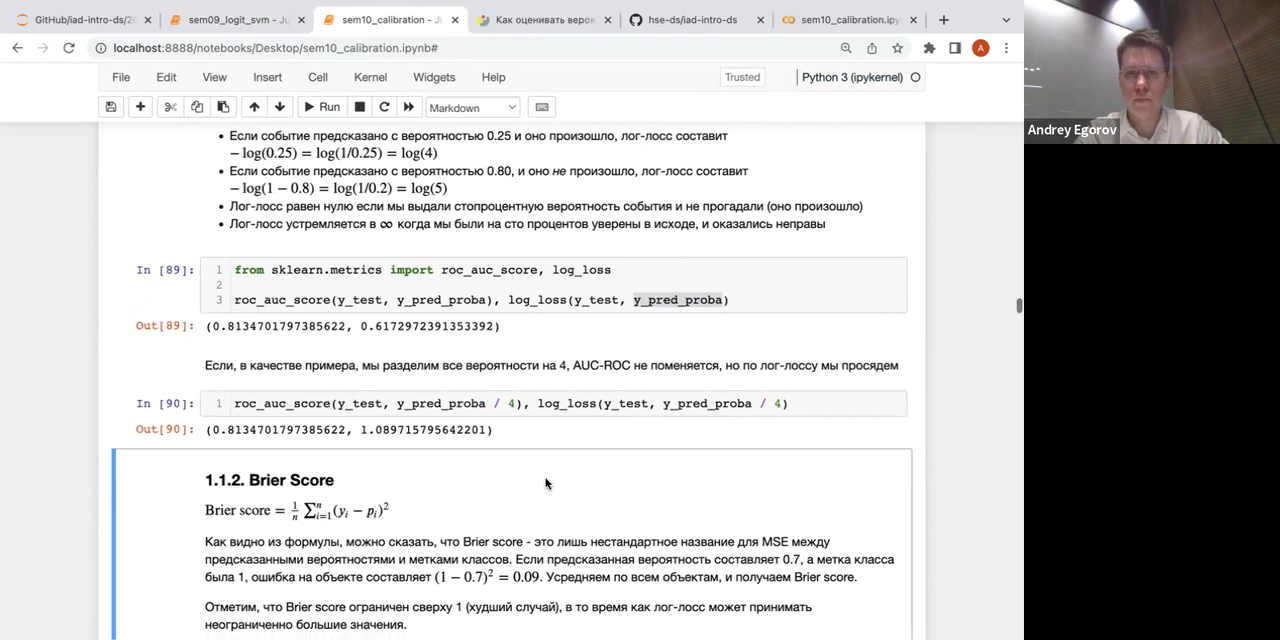 GitHub/iad-intro-ds/2
sem09_logit_svm - Ju
sem10_calibration - J
Как оценивать вероя
hse-ds/iad-intro-ds
sem10_calibration.ipyn
localhost:8888/notebooks/Desktop/sem10_calibration.ipynb#
A
File Edit View Insert Cell Kernel Widgets Help Trusted Python 3 (ipykernel)
Run Markdown
Andrey Egorov
• Если событие предсказано с вероятностью 0.25 и оно произошло, лог-лосс составит
− log(0.25) = log(1/0.25) = log(4)
• Если событие предсказано с вероятностью 0.80, и оно не произошло, лог-лосс составит
− log(1 − 0.8) = log(1/0.2) = log(5)
• Лог-лосс равен нулю если мы выдали стопроцентную вероятность события и не прогадали (оно произошло)
• Лог-лосс устремляется в ∞ когда мы были на сто процентов уверены в исходе, и оказались неправы
In [89]: 1 from sklearn.metrics import roc_auc_score, log_loss
2
3 roc_auc_score(y_test, y_pred_proba), log_loss(y_test, y_pred_proba)
Out[89]: (0.8134701797385622, 0.6172972391353392)
Если, в качестве примера, мы разделим все вероятности на 4, AUC-ROC не поменяется, но по лог-лоссу мы просядем
In [90]: 1 roc_auc_score(y_test, y_pred_proba / 4), log_loss(y_test, y_pred_proba / 4)
Out[90]: (0.8134701797385622, 1.089715795642201)
1.1.2. Brier Score
Brier score = 1/n ∑ⁿᵢ₌₁(yᵢ − pᵢ)²
Как видно из формулы, можно сказать, что Brier score - это лишь нестандартное название для MSE между
предсказанными вероятностями и метками классов. Если предсказанная вероятность составляет 0.7, а метка класса
была 1, ошибка на объекте составляет (1 − 0.7)² = 0.09. Усредняем по всем объектам, и получаем Brier score.
Отметим, что Brier score ограничен сверху 1 (худший случай), в то время как лог-лосс может принимать
неограниченно большие значения.